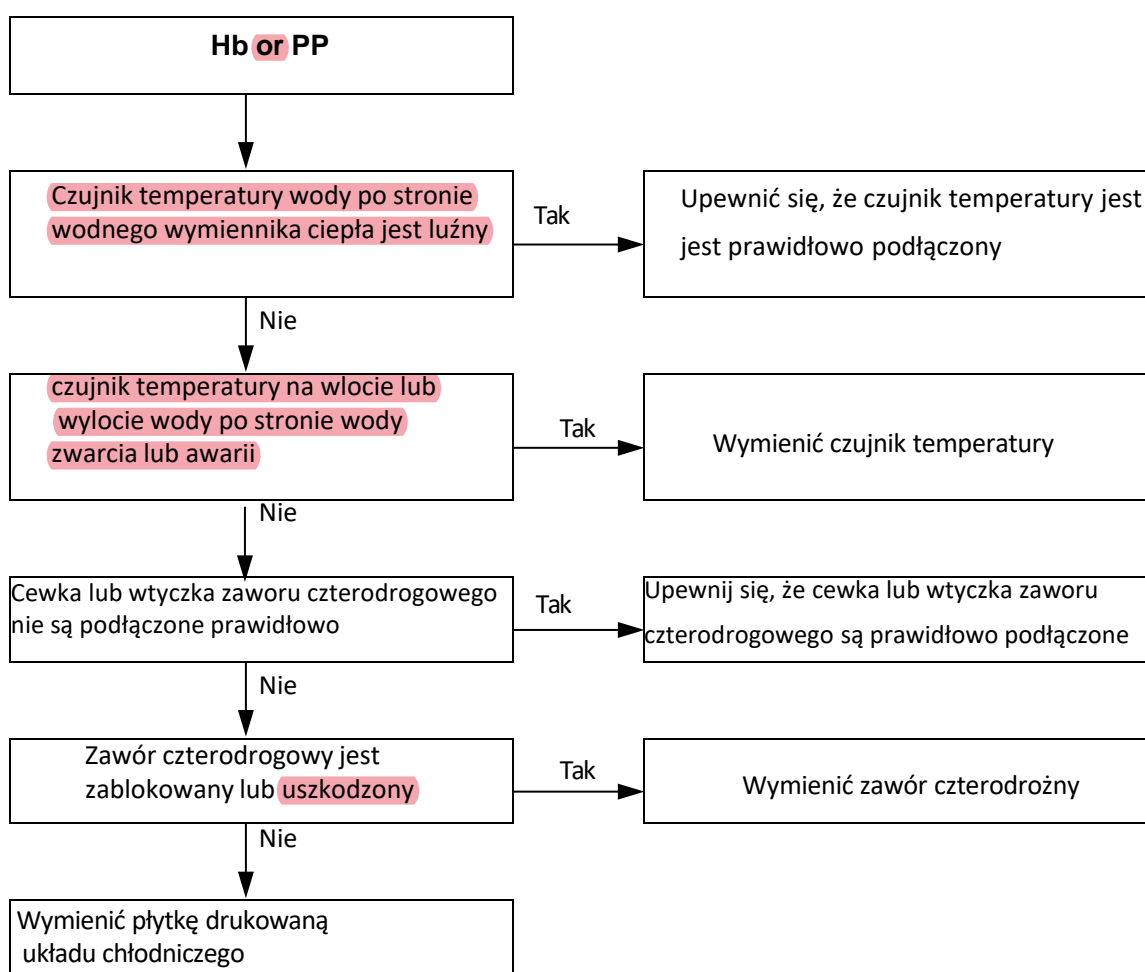 Hb or PP
Czujnik temperatury wody po stronie
wodnego wymiennika ciepła jest luźny
Tak
Upewnić się, że czujnik temperatury jest
jest prawidłowo podłączony
Nie
czujnik temperatury na wlocie lub
wylocie wody po stronie wody
zwarcia lub awarii
Tak
Wymienić czujnik temperatury
Nie
Cewka lub wtyczka zaworu czterodrogowego
nie są podłączone prawidłowo
Tak
Upewnij się, że cewka lub wtyczka zaworu
czterodrogowego są prawidłowo podłączone
Nie
Zawór czterodrogowy jest
zablokowany lub uszkodzony
Tak
Wymienić zawór czterodrożny
Nie
Wymienić płytkę drukowaną
układu chłodniczego